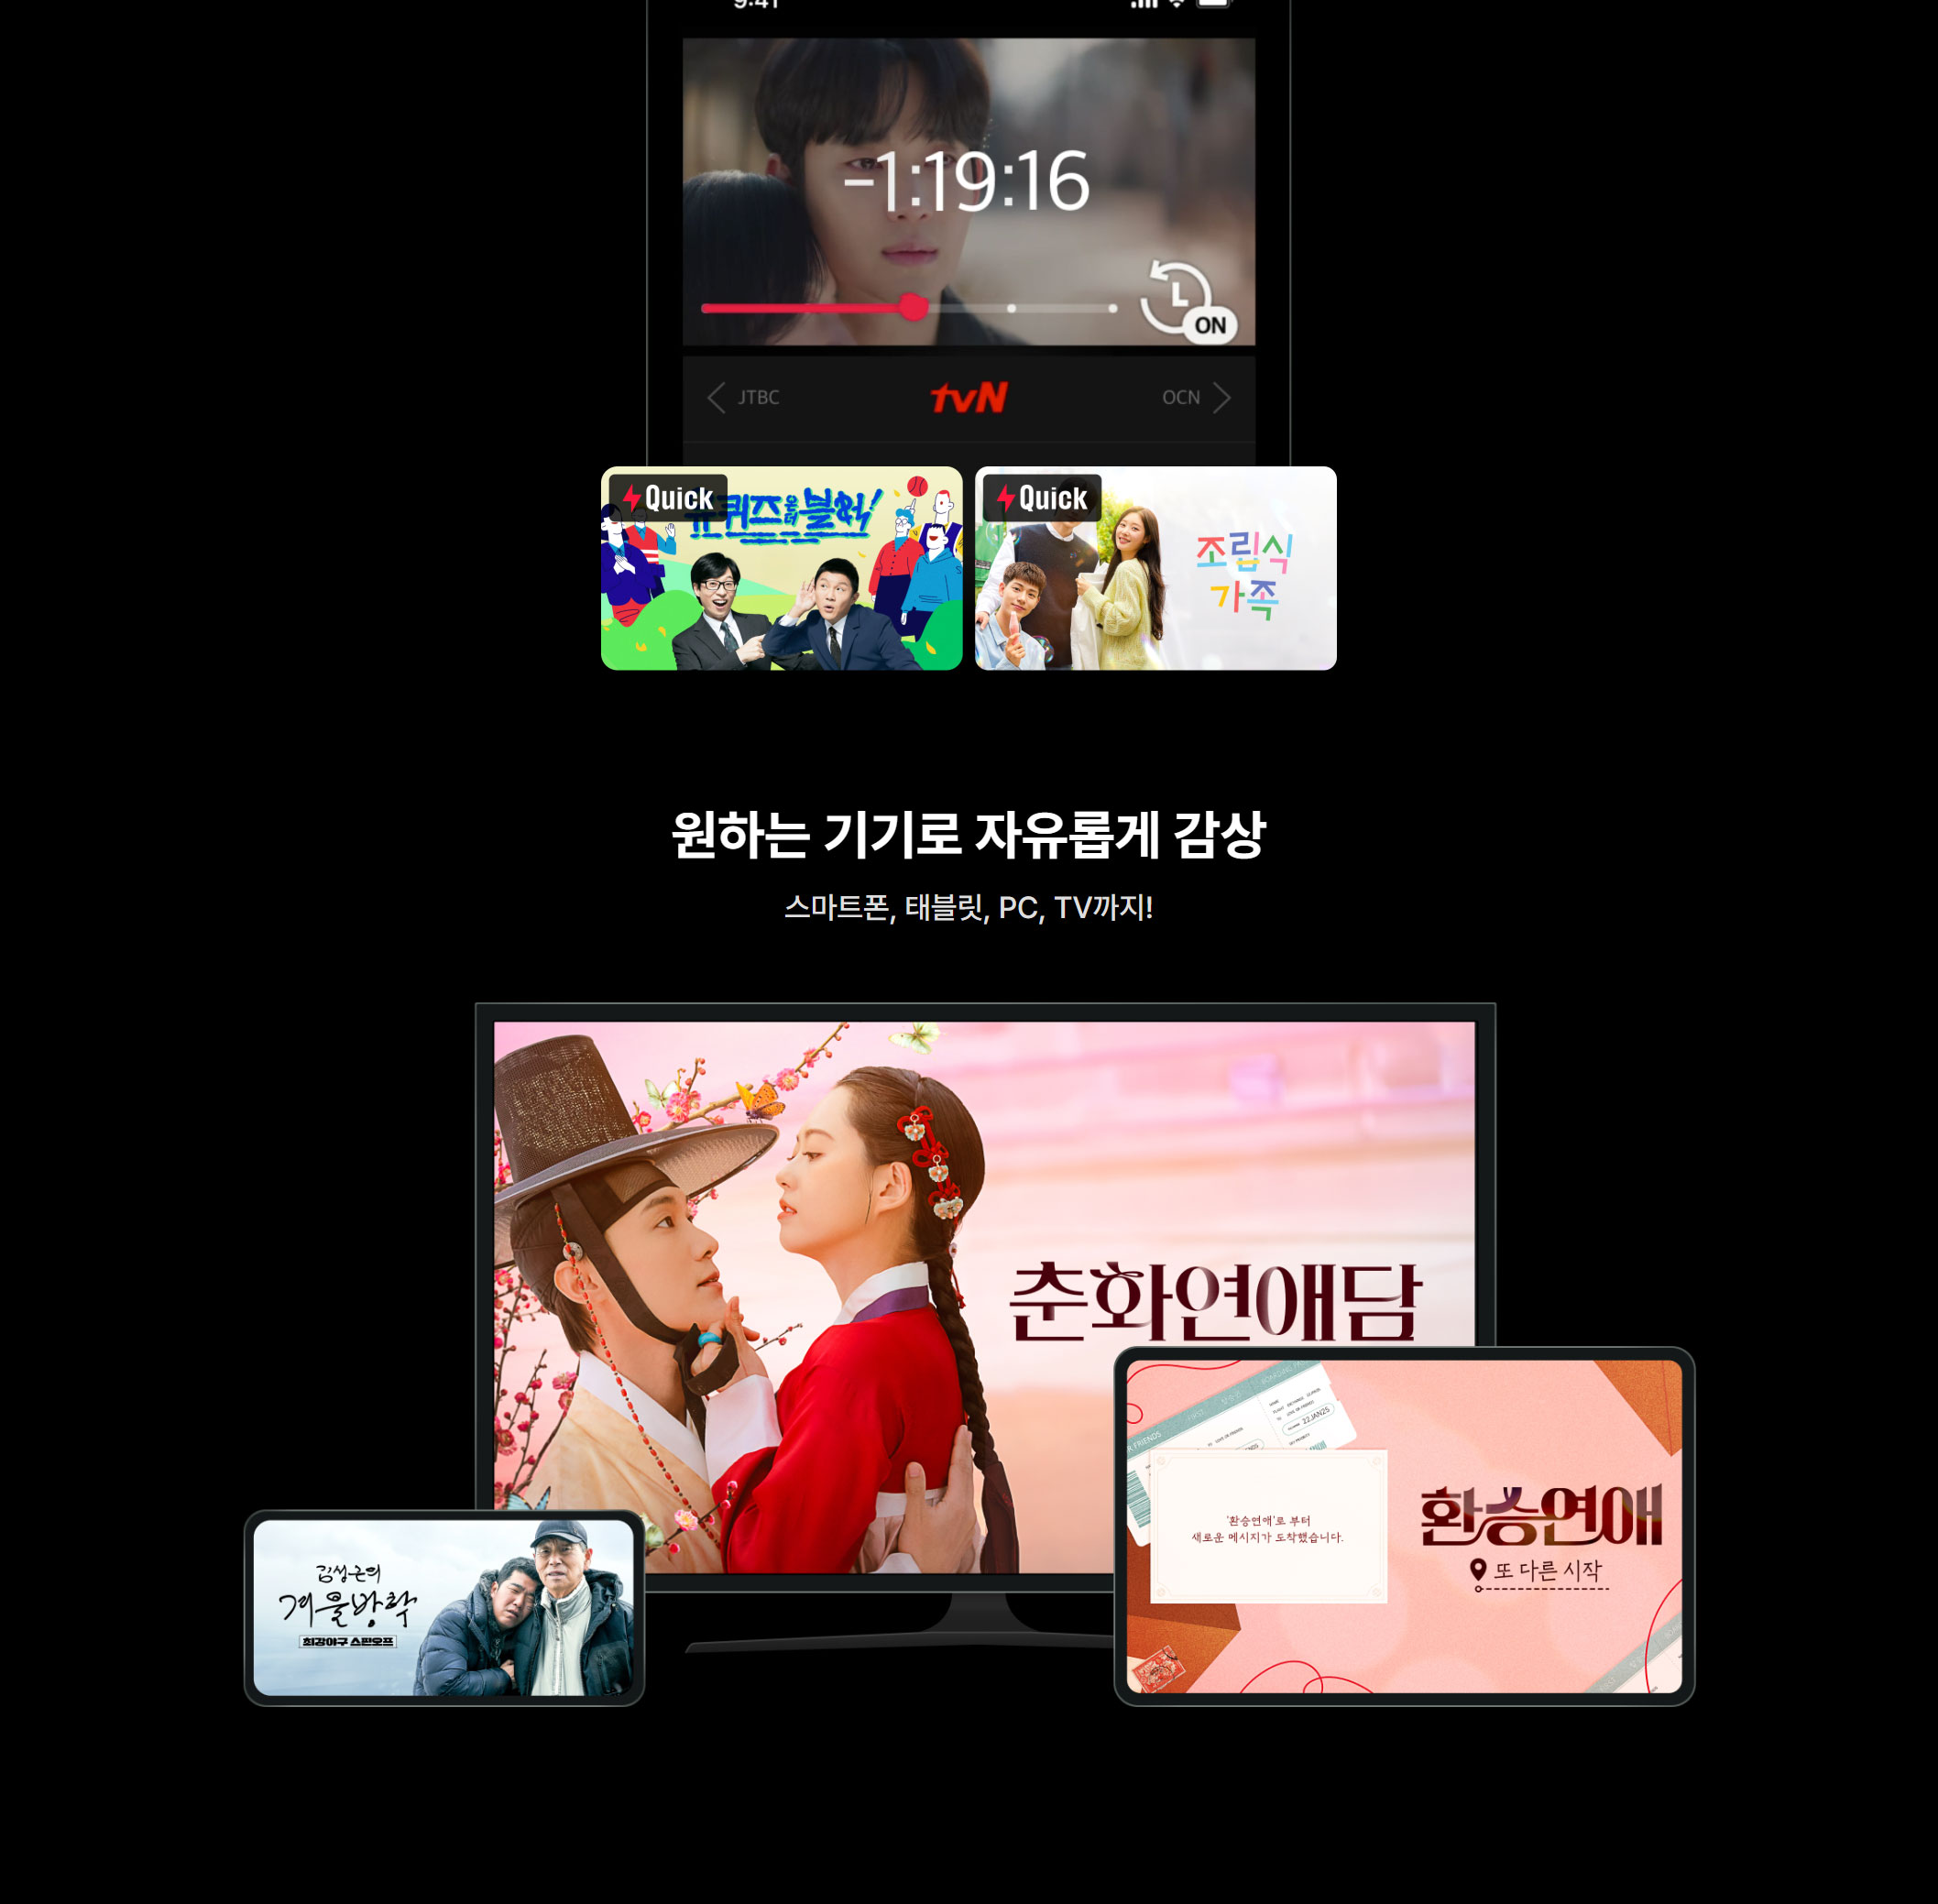 9:41
-1:19:16
ON
JTBC
tvN
OCN
Quick
퀴즈 온 더 블럭!
Quick
조립식
가족
원하는 기기로 자유롭게 감상
스마트폰, 태블릿, PC, TV까지!
춘화연애담
22JAN25
'환승연애'로 부터
새로운 메시지가 도착했습니다.
환승연애
또 다른 시작
김성근의
겨울방학
최강야구 스핀오프